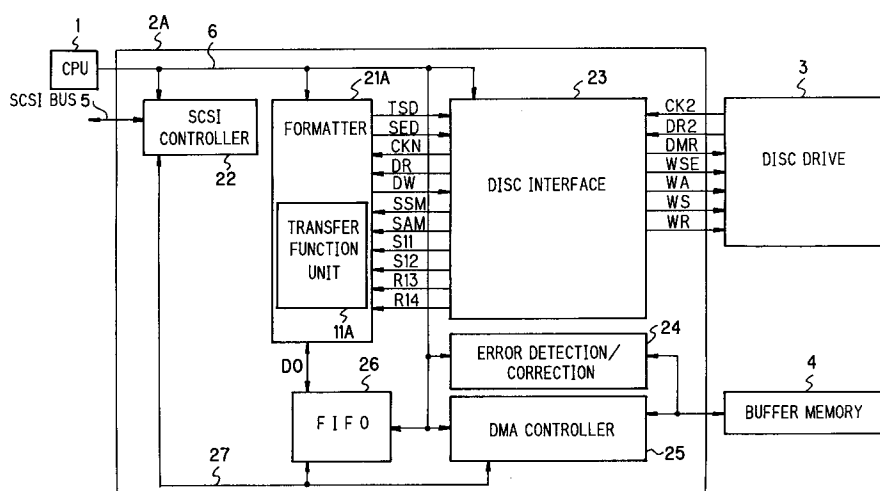 1
2A
6
CPU
21A
23
3
SCSI BUS 5
SCSI
CONTROLLER
22
FORMATTER
TSD
SED
CKN
DR
DW
SSM
SAM
S11
S12
R13
R14
TRANSFER
FUNCTION
UNIT
11A
DISC INTERFACE
CK2
DR2
DMR
WSE
WA
WS
WR
DISC DRIVE
24
ERROR DETECTION/
CORRECTION
DO
26
FIFO
4
BUFFER MEMORY
DMA CONTROLLER
25
27